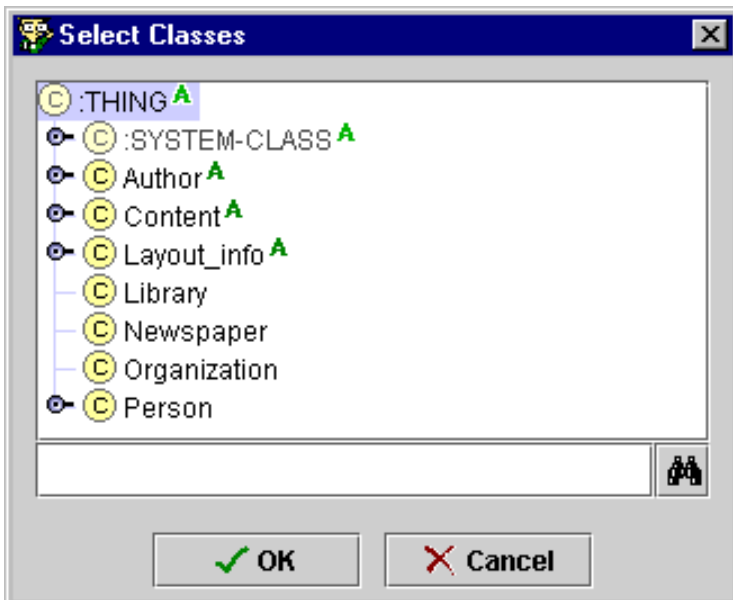 Select Classes
C :THING A
C :SYSTEM-CLASS A
C Author A
C Content A
C Layout_info A
C Library
C Newspaper
C Organization
C Person
OK Cancel